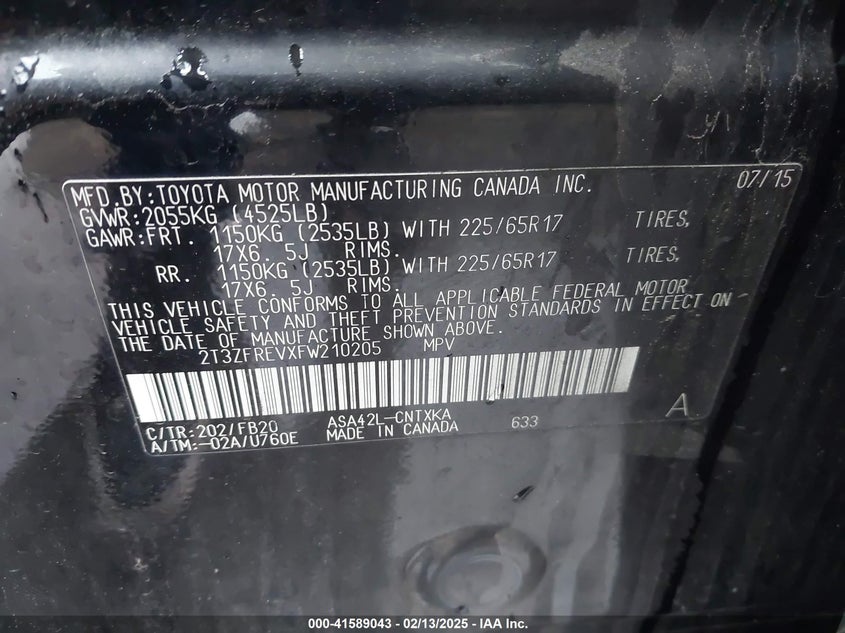 MFD.BY:TOYOTA MOTOR MANUFACTURING CANADA INC. 07/15
GVWR:2055KG (4525LB)
GAWR:FRT. 1150KG (2535LB) WITH 225/65R17 TIRES,
17X6. 5J RIMS.
RR. 1150KG (2535LB) WITH 225/65R17 TIRES,
17X6. 5J RIMS.
THIS VEHICLE CONFORMS TO ALL APPLICABLE FEDERAL MOTOR
VEHICLE SAFETY AND THEFT PREVENTION STANDARDS IN EFFECT ON
THE DATE OF MANUFACTURE SHOWN ABOVE.
2T3ZFREVXFW210205 MPV
C/TR:202/FB20 ASA42L-CNTXKA 633 A
A/TM:-02A/U760E MADE IN CANADA
000-41589043 - 02/13/2025 - IAA Inc.